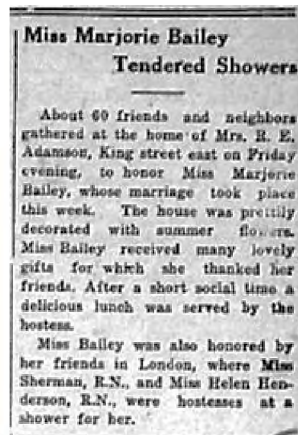 Miss Marjorie Bailey
Tendered Showers
About 60 friends and neighbors
gathered at the home of Mrs. R. E.
Adamson, King street east on Friday
evening, to honor Miss Marjorie
Bailey, whose marriage took place
this week. The house was prettily
decorated with summer flowers.
Miss Bailey received many lovely
gifts for which she thanked her
friends. After a short social time a
delicious lunch was served by the
hostess.
Miss Bailey was also honored by
her friends in London, where Miss
Sherman, R.N., and Miss Helen Hen-
derson, R.N., were hostesses at a
shower for her.